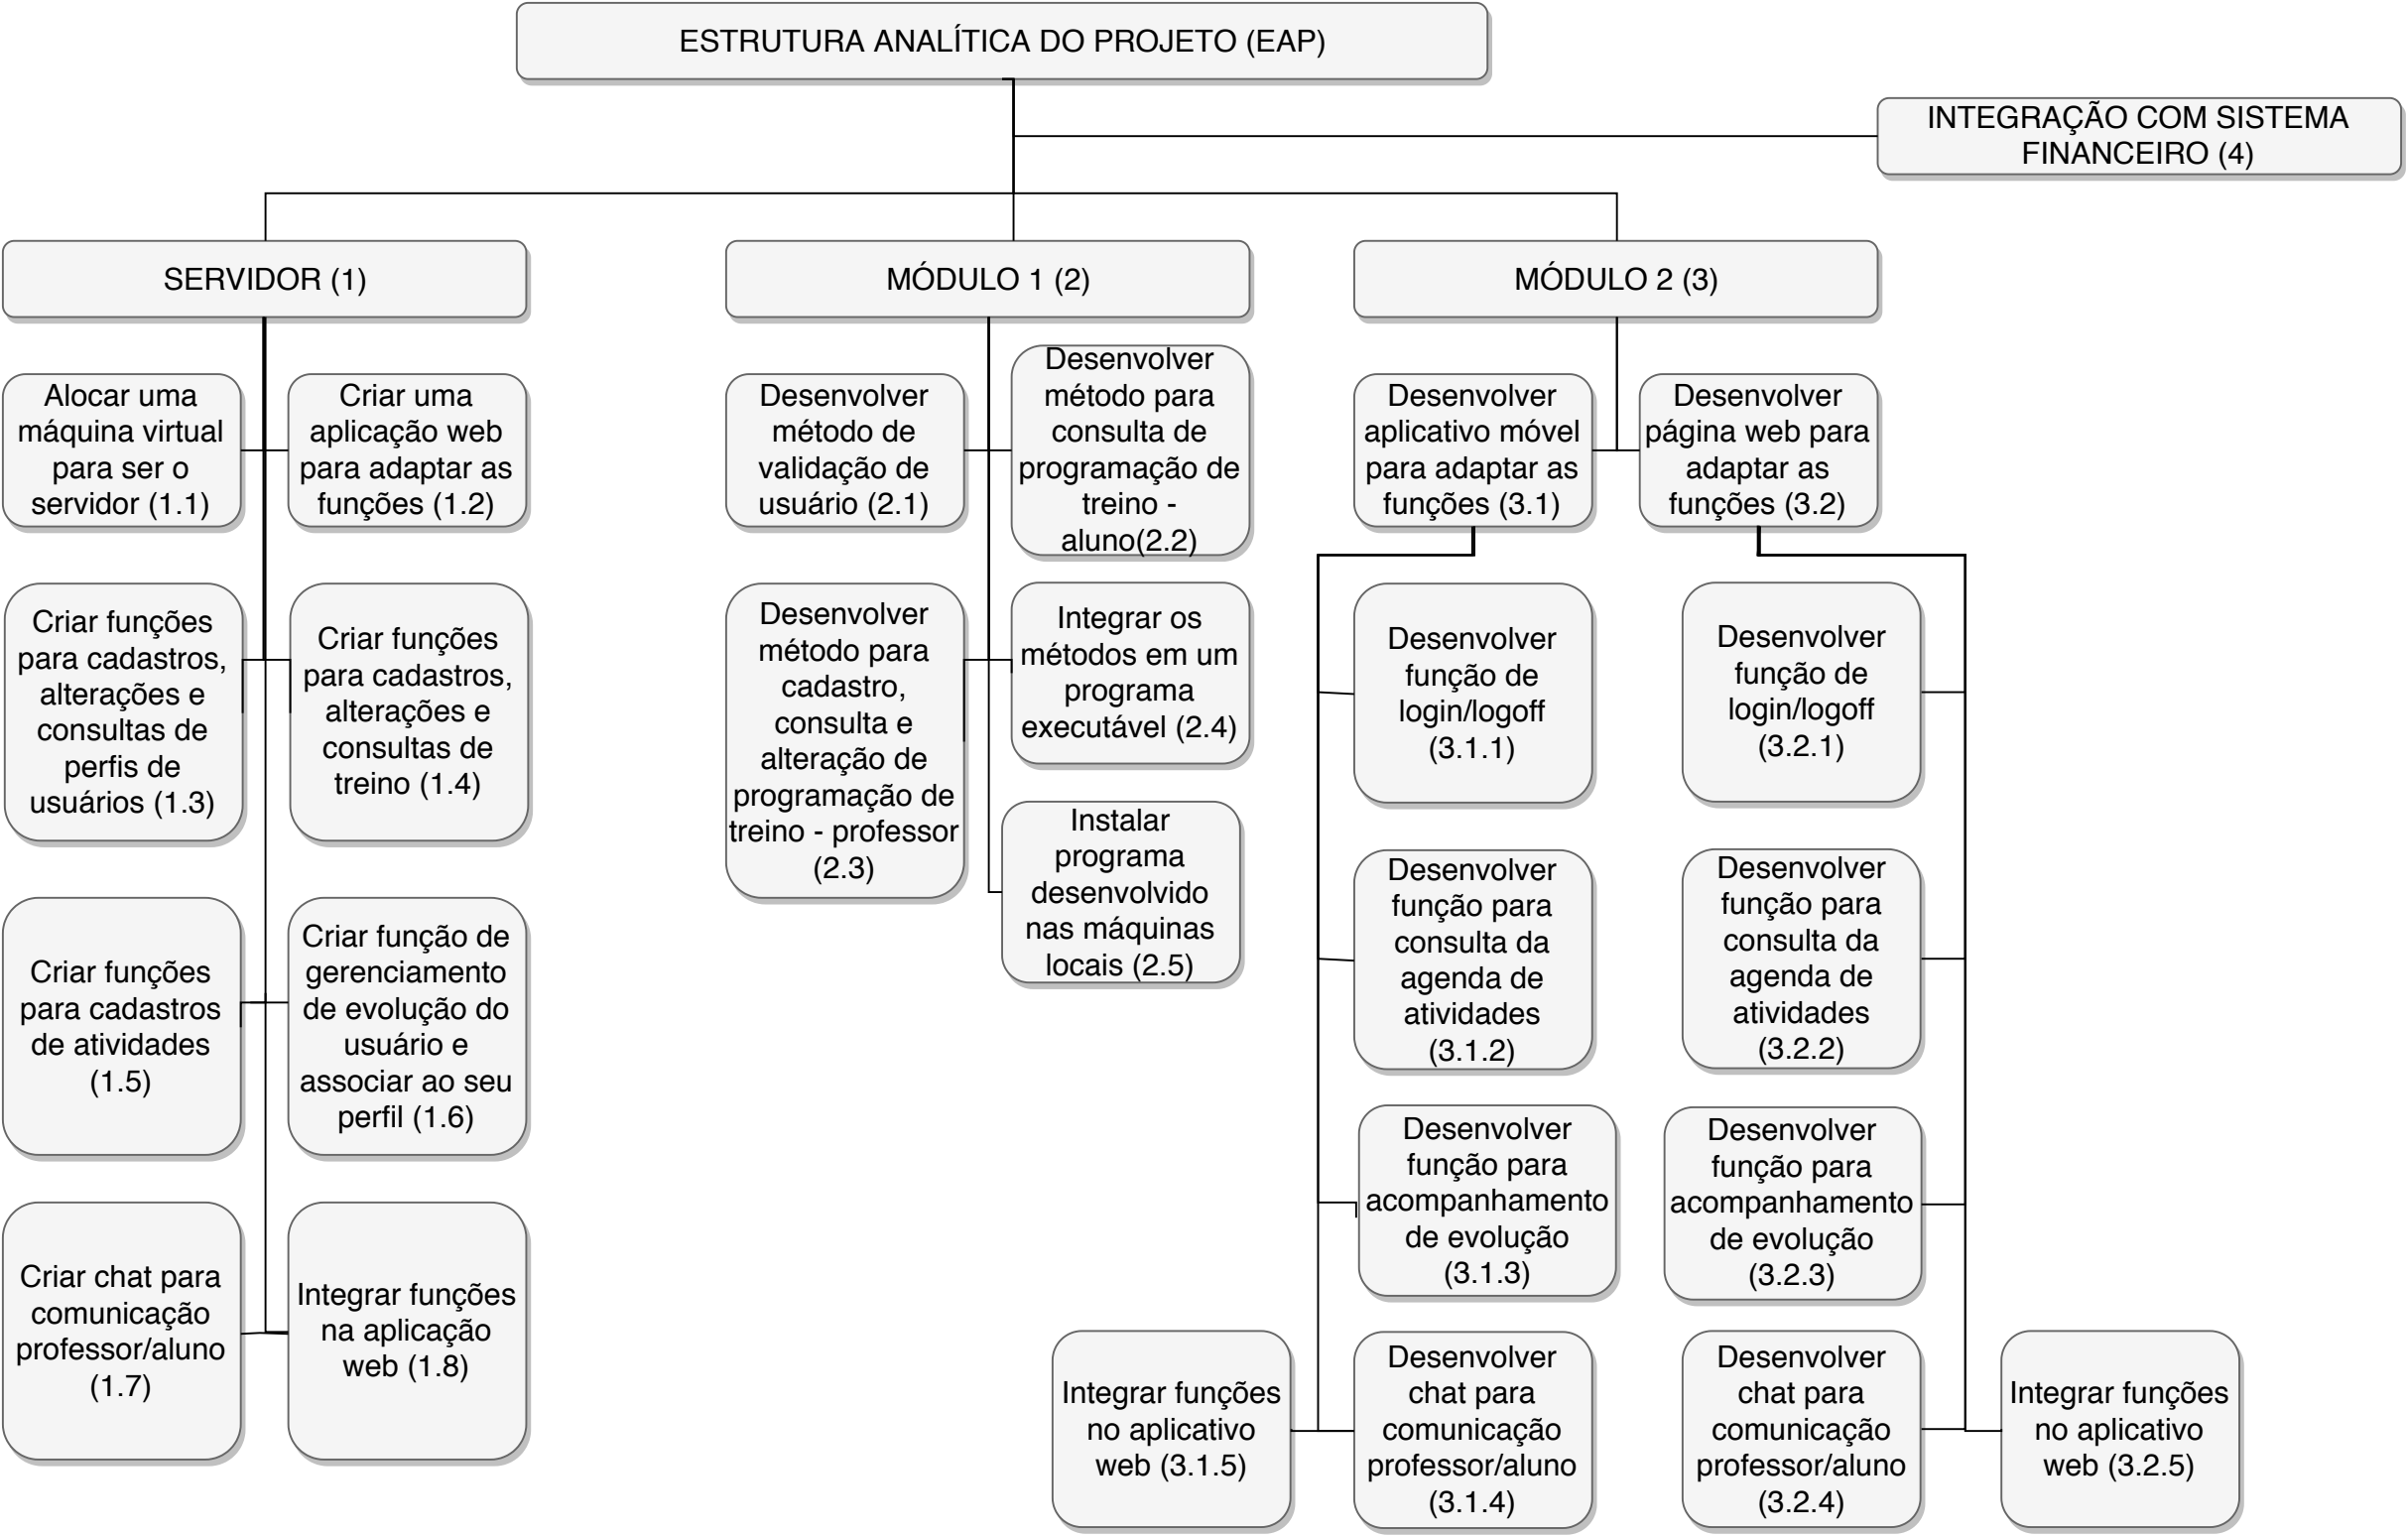 ESTRUTURA ANALÍTICA DO PROJETO (EAP)
INTEGRAÇÃO COM SISTEMA
FINANCEIRO (4)
SERVIDOR (1)
MÓDULO 1 (2)
MÓDULO 2 (3)
Alocar uma
máquina virtual
para ser o
servidor (1.1)
Criar uma
aplicação web
para adaptar as
funções (1.2)
Criar funções
para cadastros,
alterações e
consultas de
perfis de
usuários (1.3)
Criar funções
para cadastros,
alterações e
consultas de
treino (1.4)
Criar funções
para cadastros
de atividades
(1.5)
Criar função de
gerenciamento
de evolução do
usuário e
associar ao seu
perfil (1.6)
Criar chat para
comunicação
professor/aluno
(1.7)
Integrar funções
na aplicação
web (1.8)
Desenvolver
método de
validação de
usuário (2.1)
Desenvolver
método para
consulta de
programação de
treino -
aluno(2.2)
Desenvolver
método para
cadastro,
consulta e
alteração de
programação de
treino - professor
(2.3)
Integrar os
métodos em um
programa
executável (2.4)
Instalar
programa
desenvolvido
nas máquinas
locais (2.5)
Desenvolver
aplicativo móvel
para adaptar as
funções (3.1)
Desenvolver
página web para
adaptar as
funções (3.2)
Desenvolver
função de
login/logoff
(3.1.1)
Desenvolver
função para
consulta da
agenda de
atividades
(3.1.2)
Desenvolver
função para
acompanhamento
de evolução
(3.1.3)
Desenvolver
chat para
comunicação
professor/aluno
(3.1.4)
Integrar funções
no aplicativo
web (3.1.5)
Desenvolver
função de
login/logoff
(3.2.1)
Desenvolver
função para
consulta da
agenda de
atividades
(3.2.2)
Desenvolver
função para
acompanhamento
de evolução
(3.2.3)
Desenvolver
chat para
comunicação
professor/aluno
(3.2.4)
Integrar funções
no aplicativo
web (3.2.5)